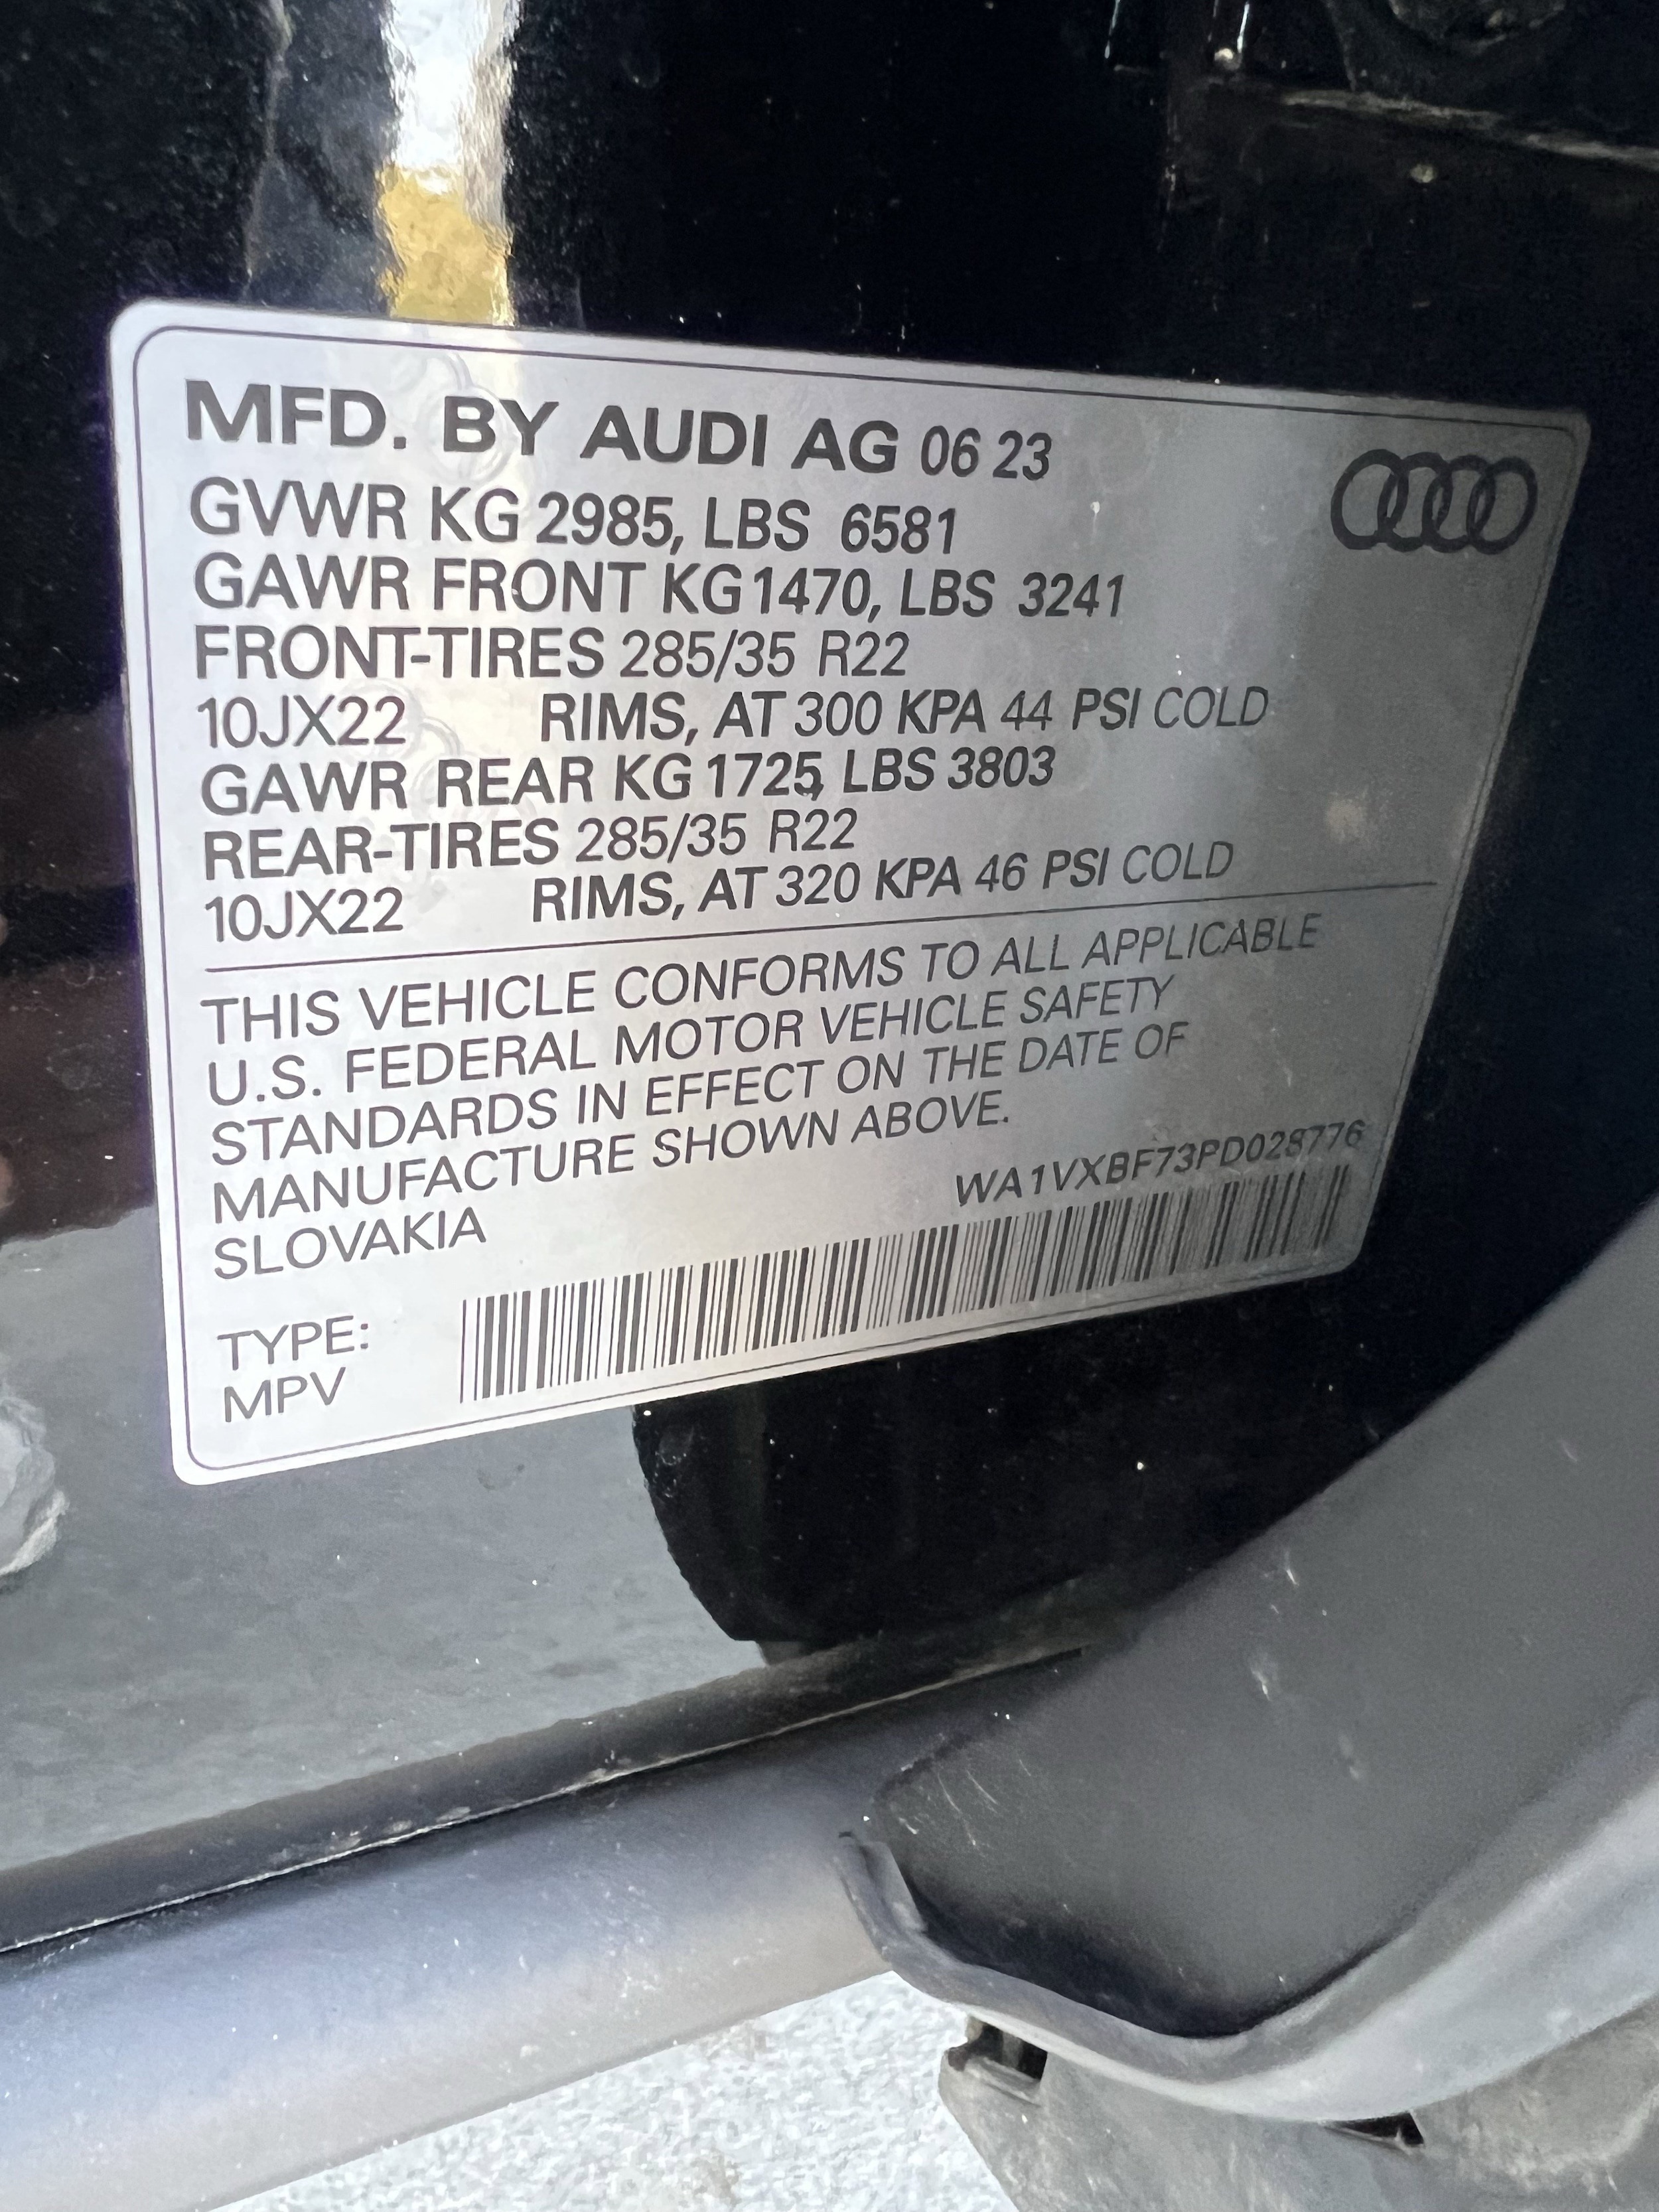 MFD. BY AUDI AG 06 23
GVWR KG 2985, LBS 6581
GAWR FRONT KG 1470, LBS 3241
FRONT-TIRES 285/35 R22
10JX22 RIMS, AT 300 KPA 44 PSI COLD
GAWR REAR KG 1725, LBS 3803
REAR-TIRES 285/35 R22
10JX22 RIMS, AT 320 KPA 46 PSI COLD
THIS VEHICLE CONFORMS TO ALL APPLICABLE
U.S. FEDERAL MOTOR VEHICLE SAFETY
STANDARDS IN EFFECT ON THE DATE OF
MANUFACTURE SHOWN ABOVE.
SLOVAKIA
WA1VXBF73PD028776
TYPE:
MPV